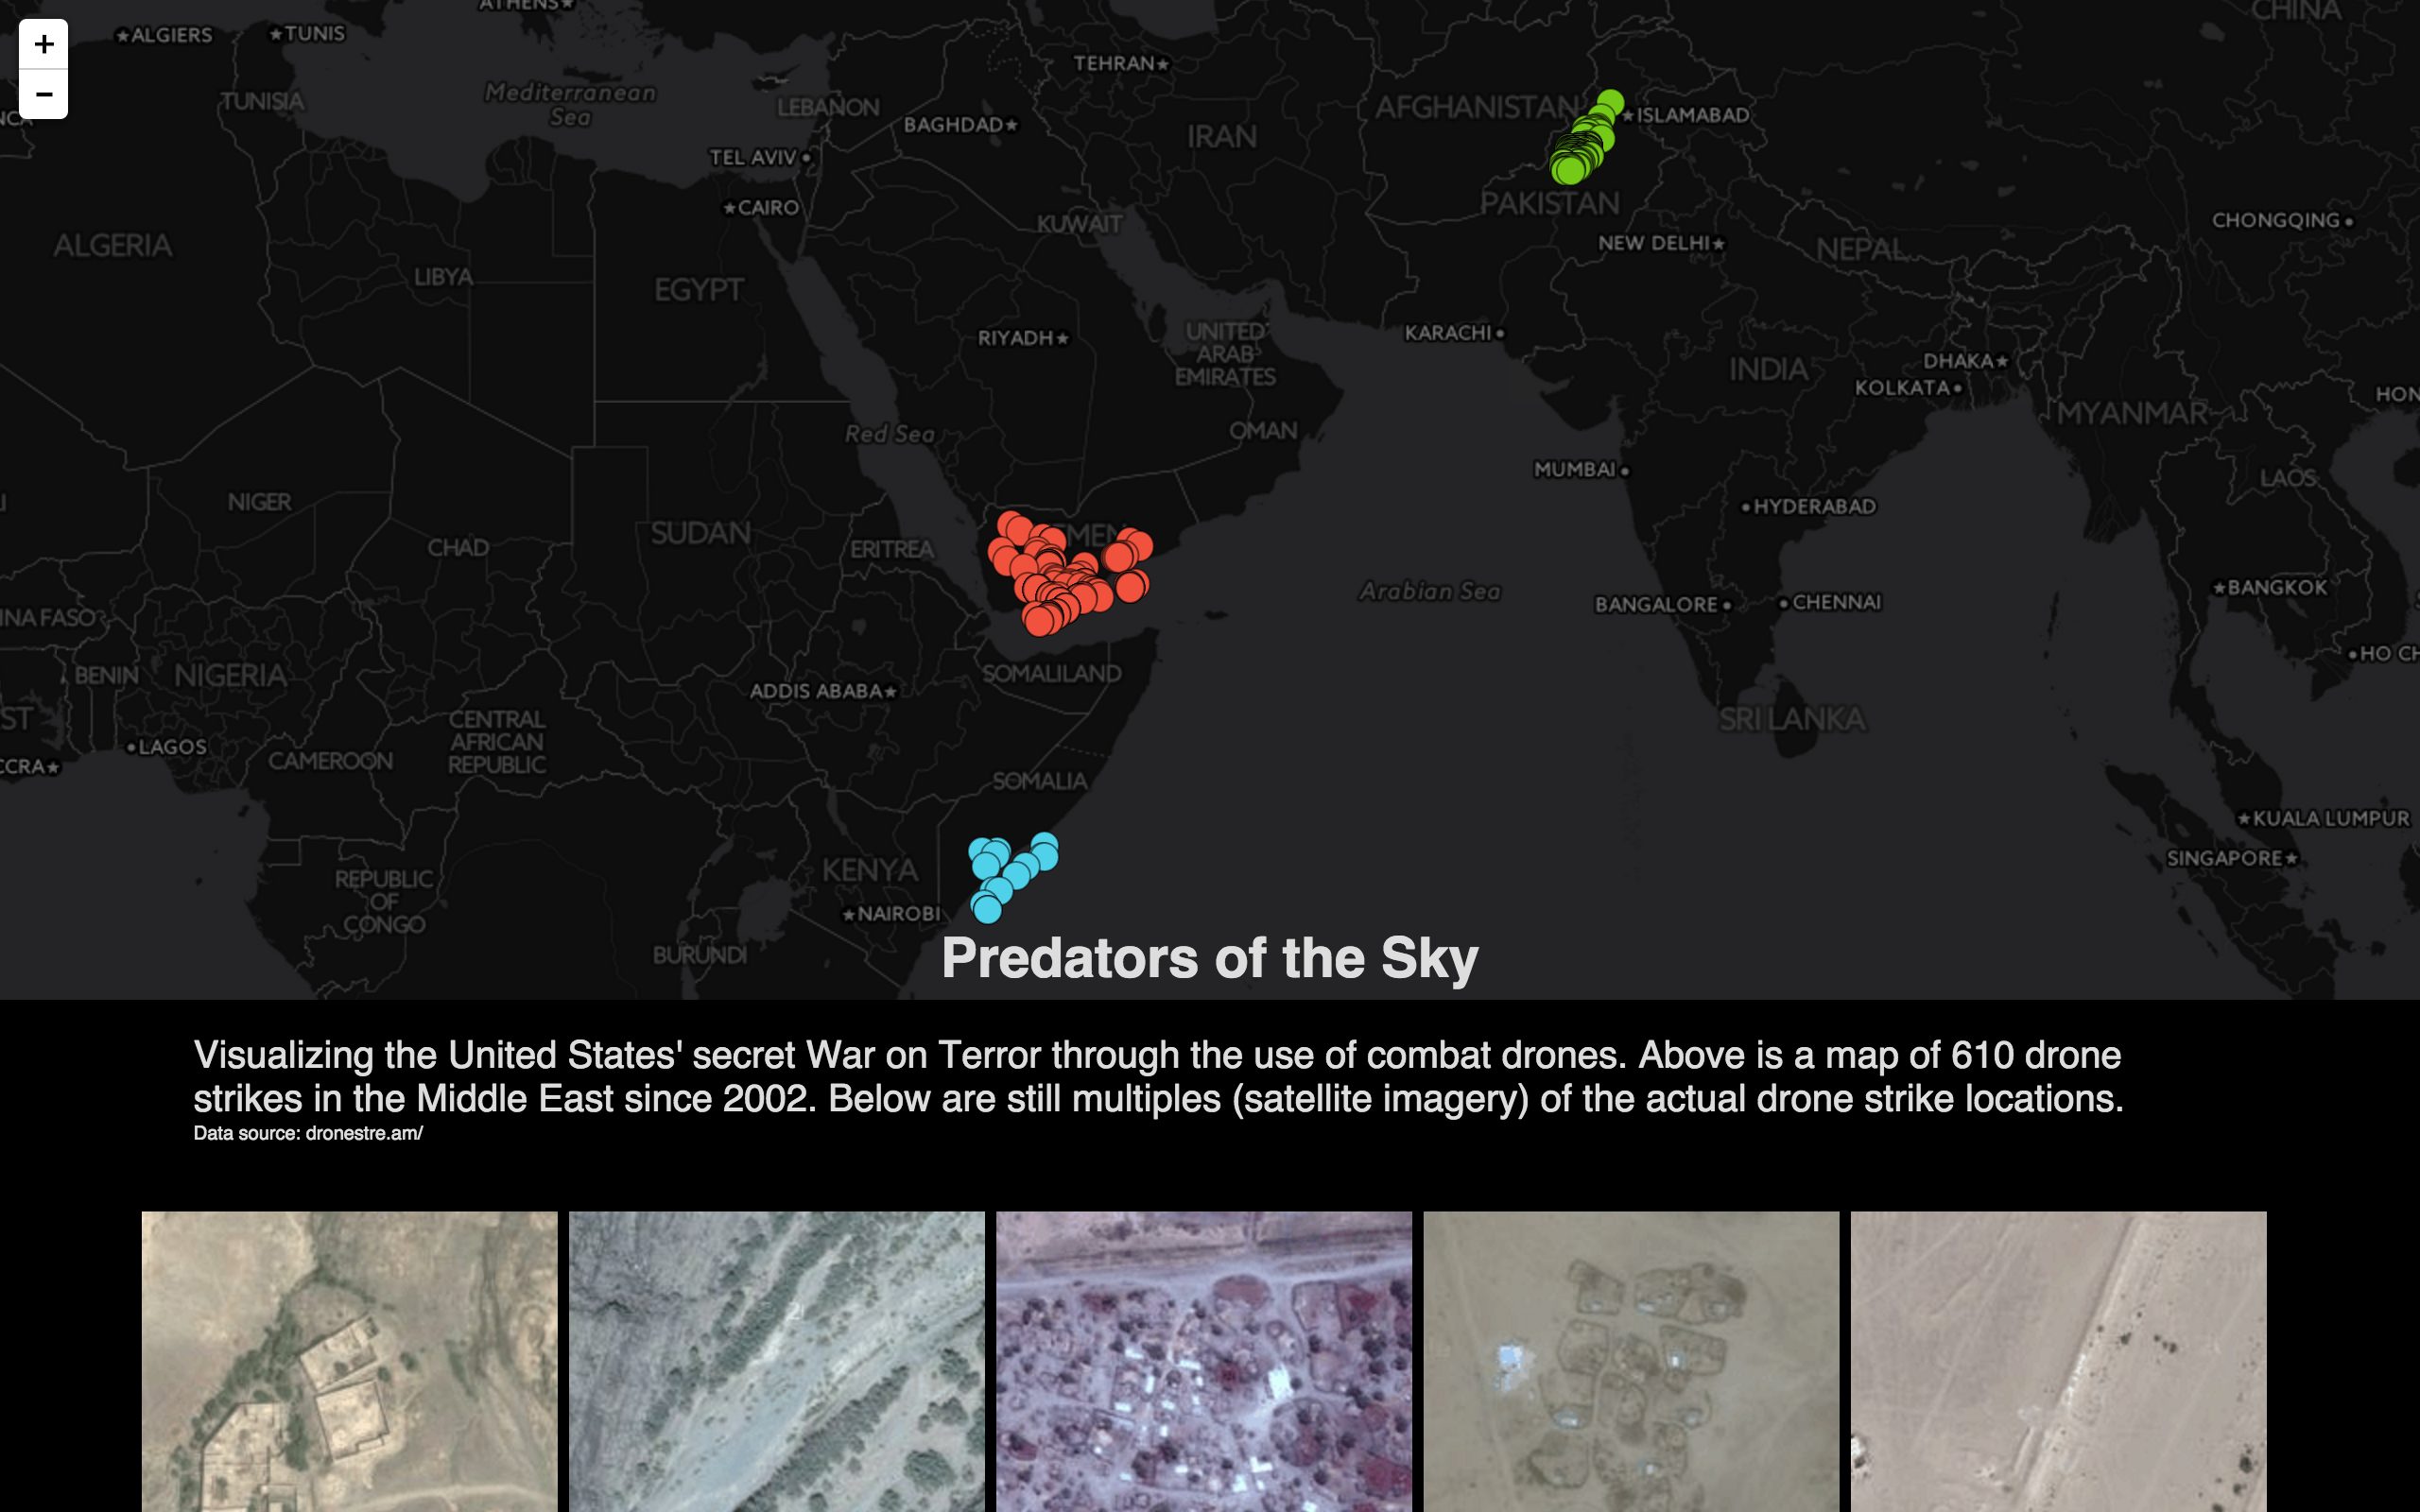 ATHENS★
+
−
★ALGIERS
★TUNIS
TEHRAN★
CHINA
Mediterranean
Sea
TUNISIA
LEBANON
BAGHDAD★
AFGHANISTAN
★ISLAMABAD
IRAN
TEL AVIV
★CAIRO
PAKISTAN
KUWAIT
CHONGQING
ALGERIA
LIBYA
EGYPT
NEW DELHI★
NEPAL
RIYADH★
UNITED
ARAB
EMIRATES
KARACHI
INDIA
DHAKA★
KOLKATA
HON
MYANMAR
Red Sea
OMAN
MUMBAI
LAOS
NIGER
HYDERABAD
SUDAN
EMEN
CHAD
ERITREA
Arabian Sea
BANGALORE
CHENNAI
★BANGKOK
INA FASO
HO CH
BENIN
NIGERIA
SOMALILAND
ADDIS ABABA★
ST
CENTRAL
AFRICAN
REPUBLIC
SRI LANKA
LAGOS
CCRA★
CAMEROON
SOMALIA
★KUALA LUMPUR
SINGAPORE★
REPUBLIC
OF
CONGO
KENYA
★NAIROBI
BURUNDI
Predators of the Sky
Visualizing the United States' secret War on Terror through the use of combat drones. Above is a map of 610 drone
strikes in the Middle East since 2002. Below are still multiples (satellite imagery) of the actual drone strike locations.
Data source: dronestre.am/